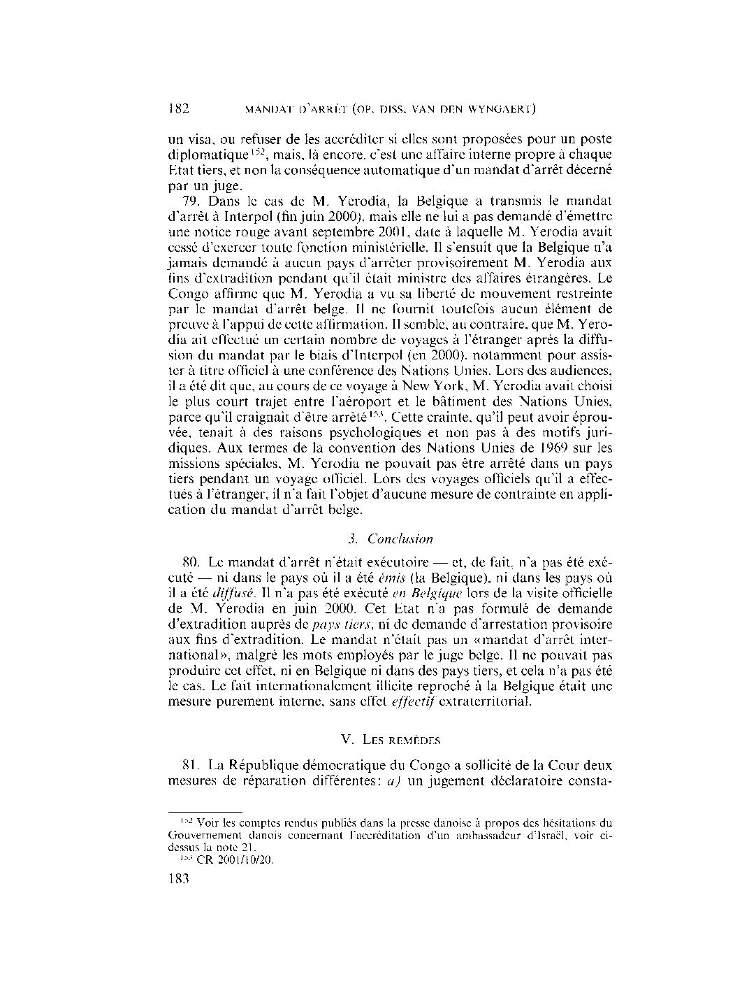 182 MANDAT D'ARRÊT (OP. DISS. VAN DEN WYNGAERT)
un visa, ou refuser de les accréditer si elles sont proposées pour un poste
diplomatique 152, mais, là encore, c'est une affaire interne propre à chaque
Etat tiers, et non la conséquence automatique d'un mandat d'arrêt décerné
par un juge.
79. Dans le cas de M. Yerodia, la Belgique a transmis le mandat
d'arrêt à Interpol (fin juin 2000), mais elle ne lui a pas demandé d'émettre
une notice rouge avant septembre 2001, date à laquelle M. Yerodia avait
cessé d'exercer toute fonction ministérielle. Il s'ensuit que la Belgique n'a
jamais demandé à aucun pays d'arrêter provisoirement M. Yerodia aux
fins d'extradition pendant qu'il était ministre des affaires étrangères. Le
Congo affirme que M. Yerodia a vu sa liberté de mouvement restreinte
par le mandat d'arrêt belge. Il ne fournit toutefois aucun élément de
preuve à l'appui de cette affirmation. Il semble, au contraire, que M. Yero-
dia ait effectué un certain nombre de voyages à l'étranger après la diffu-
sion du mandat par le biais d'Interpol (en 2000), notamment pour assis-
ter à titre officiel à une conférence des Nations Unies. Lors des audiences,
il a été dit que, au cours de ce voyage à New York, M. Yerodia avait choisi
le plus court trajet entre l'aéroport et le bâtiment des Nations Unies,
parce qu'il craignait d'être arrêté 153. Cette crainte, qu'il peut avoir éprou-
vée, tenait à des raisons psychologiques et non pas à des motifs juri-
diques. Aux termes de la convention des Nations Unies de 1969 sur les
missions spéciales, M. Yerodia ne pouvait pas être arrêté dans un pays
tiers pendant un voyage officiel. Lors des voyages officiels qu'il a effec-
tués à l'étranger, il n'a fait l'objet d'aucune mesure de contrainte en appli-
cation du mandat d'arrêt belge.
3. Conclusion
80. Le mandat d'arrêt n'était exécutoire — et, de fait, n'a pas été exé-
cuté — ni dans le pays où il a été émis (la Belgique), ni dans les pays où
il a été diffusé. Il n'a pas été exécuté en Belgique lors de la visite officielle
de M. Yerodia en juin 2000. Cet Etat n'a pas formulé de demande
d'extradition auprès de pays tiers, ni de demande d'arrestation provisoire
aux fins d'extradition. Le mandat n'était pas un «mandat d'arrêt inter-
national», malgré les mots employés par le juge belge. Il ne pouvait pas
produire cet effet, ni en Belgique ni dans des pays tiers, et cela n'a pas été
le cas. Le fait internationalement illicite reproché à la Belgique était une
mesure purement interne, sans effet effectif extraterritorial.
V. LES REMÈDES
81. La République démocratique du Congo a sollicité de la Cour deux
mesures de réparation différentes: a) un jugement déclaratoire consta-
152 Voir les comptes rendus publiés dans la presse danoise à propos des hésitations du
Gouvernement danois concernant l'accréditation d'un ambassadeur d'Israël, voir ci-
dessus la note 21.
153 CR 2001/10/20.
183